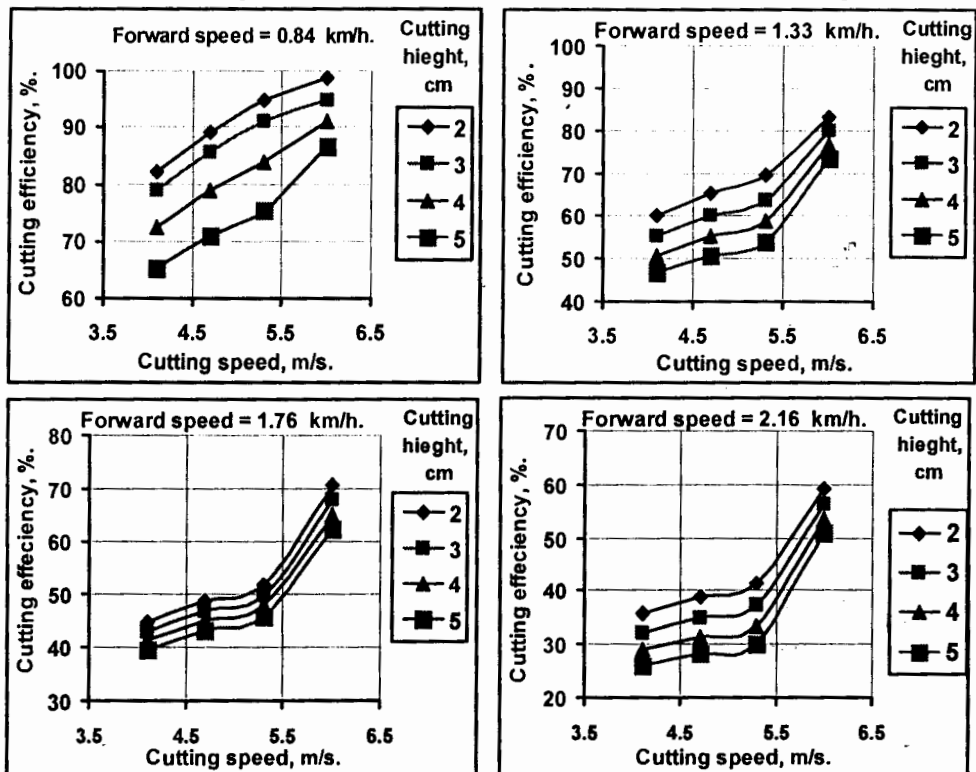 Forward speed = 0.84 km/h.
Cutting
hieght,
cm
Cutting efficiency, %.
100
90
80
70
60
3.5 4.5 5.5 6.5
Cutting speed, m/s.
2
3
4
5
Forward speed = 1.33 km/h.
Cutting
hieght,
cm
Cutting efficiency, %.
100
90
80
70
60
50
40
3.5 4.5 5.5 6.5
Cutting speed, m/s.
2
3
4
5
Forward speed = 1.76 km/h.
Cutting
hieght,
cm
Cutting effeciency, %.
80
70
60
50
40
30
3.5 4.5 5.5 6.5
Cutting speed, m/s.
2
3
4
5
Forward speed = 2.16 km/h.
Cutting
hieght,
cm
Cutting effeciency, %.
70
60
50
40
30
20
3.5 4.5 5.5 6.5
Cutting speed, m/s.
2
3
4
5